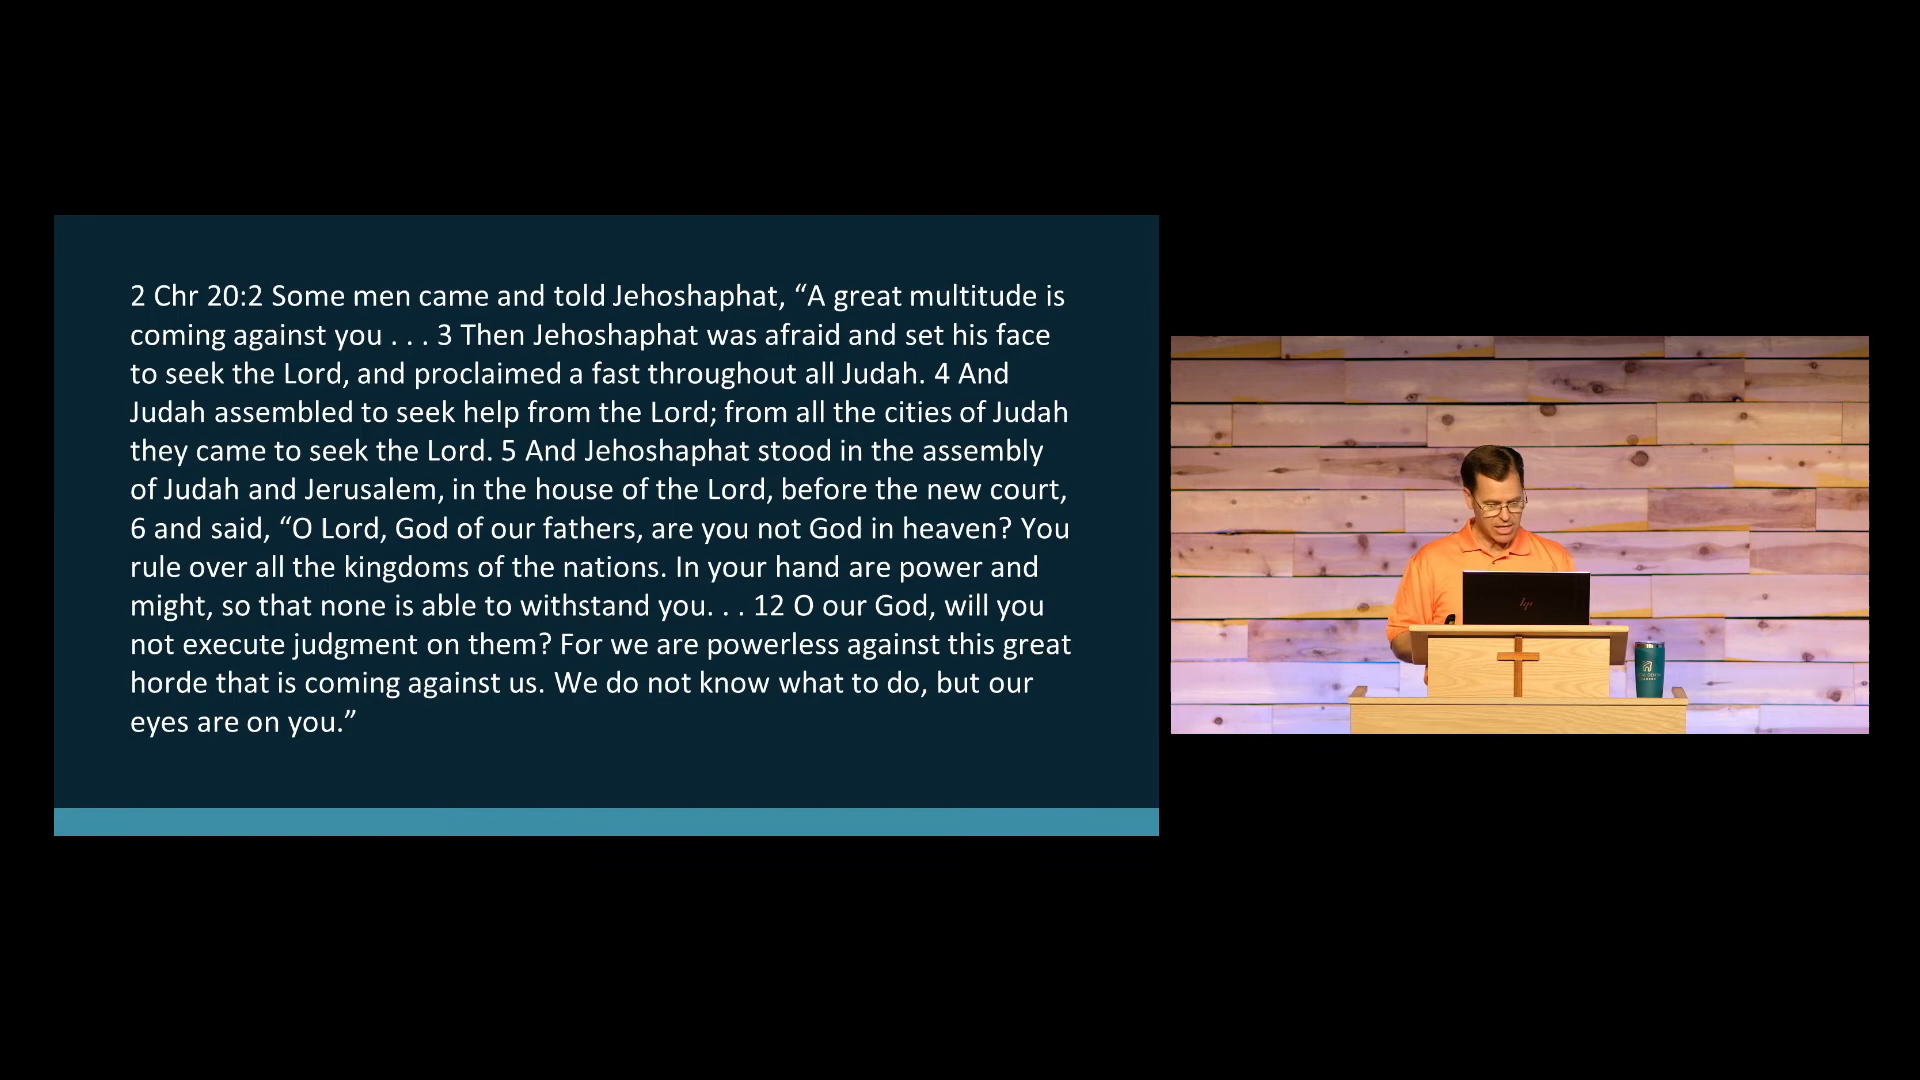 2 Chr 20:2 Some men came and told Jehoshaphat, “A great multitude is
coming against you . . . 3 Then Jehoshaphat was afraid and set his face
to seek the Lord, and proclaimed a fast throughout all Judah. 4 And
Judah assembled to seek help from the Lord; from all the cities of Judah
they came to seek the Lord. 5 And Jehoshaphat stood in the assembly
of Judah and Jerusalem, in the house of the Lord, before the new court,
6 and said, “O Lord, God of our fathers, are you not God in heaven? You
rule over all the kingdoms of the nations. In your hand are power and
might, so that none is able to withstand you. . . 12 O our God, will you
not execute judgment on them? For we are powerless against this great
horde that is coming against us. We do not know what to do, but our
eyes are on you.”
hp